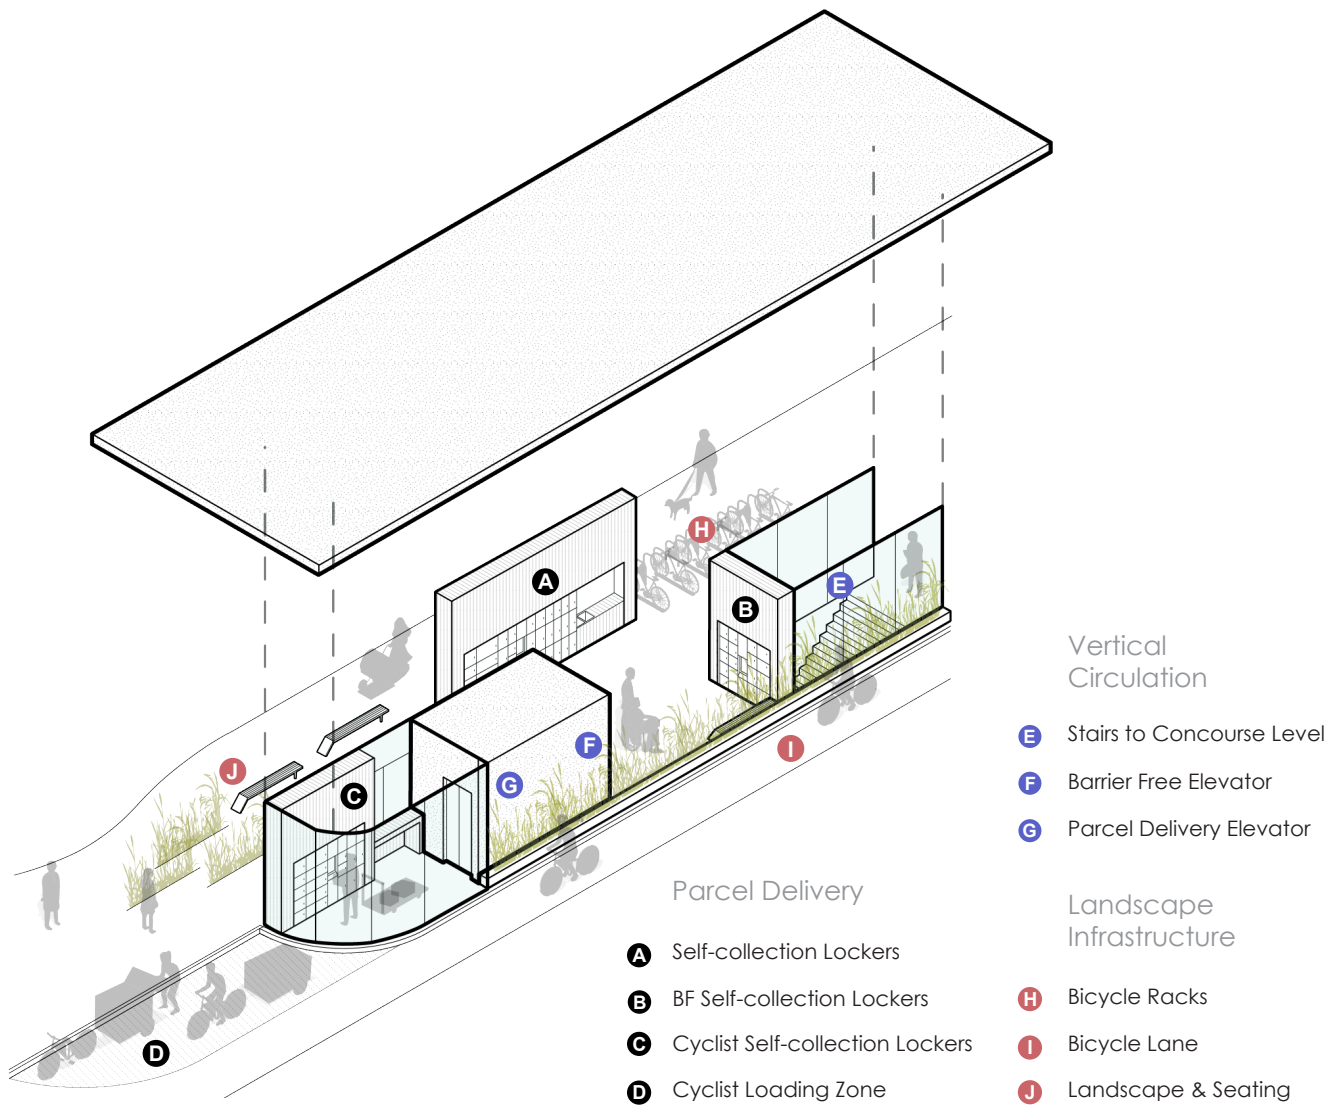 H
A
E
B
F
I
J
G
C
D
Vertical
Circulation
E Stairs to Concourse Level
F Barrier Free Elevator
G Parcel Delivery Elevator
Parcel Delivery
A Self-collection Lockers
B BF Self-collection Lockers
C Cyclist Self-collection Lockers
D Cyclist Loading Zone
Landscape
Infrastructure
H Bicycle Racks
I Bicycle Lane
J Landscape & Seating